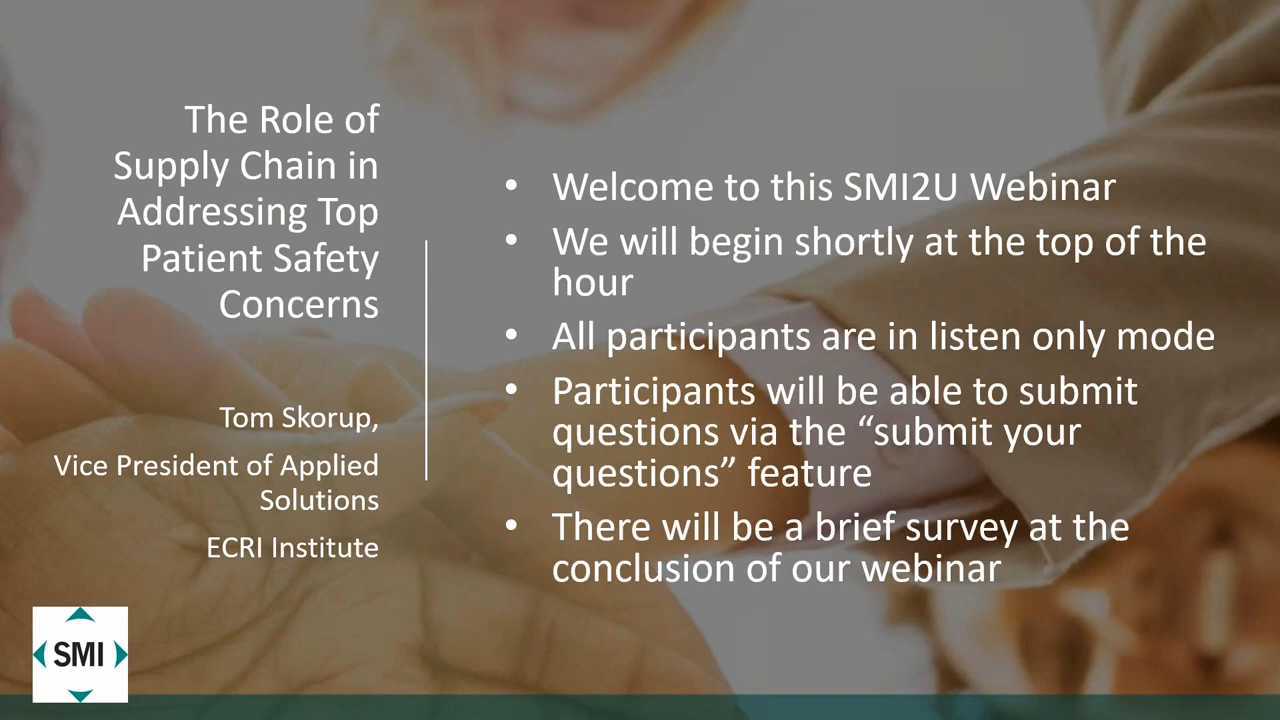 The Role of
Supply Chain in
Addressing Top
Patient Safety
Concerns
Tom Skorup,
Vice President of Applied
Solutions
ECRI Institute
• Welcome to this SMI2U Webinar
• We will begin shortly at the top of the
hour
• All participants are in listen only mode
• Participants will be able to submit
questions via the “submit your
questions” feature
• There will be a brief survey at the
conclusion of our webinar
SMI